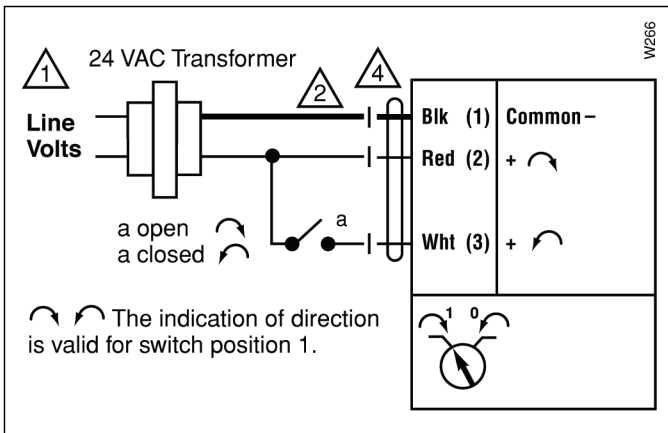 W266
1 24 VAC Transformer
2
4
Line
Volts
Blk (1) Common –
Red (2) +
a
a open
a closed
Wht (3) +
The indication of direction
is valid for switch position 1.
1 0